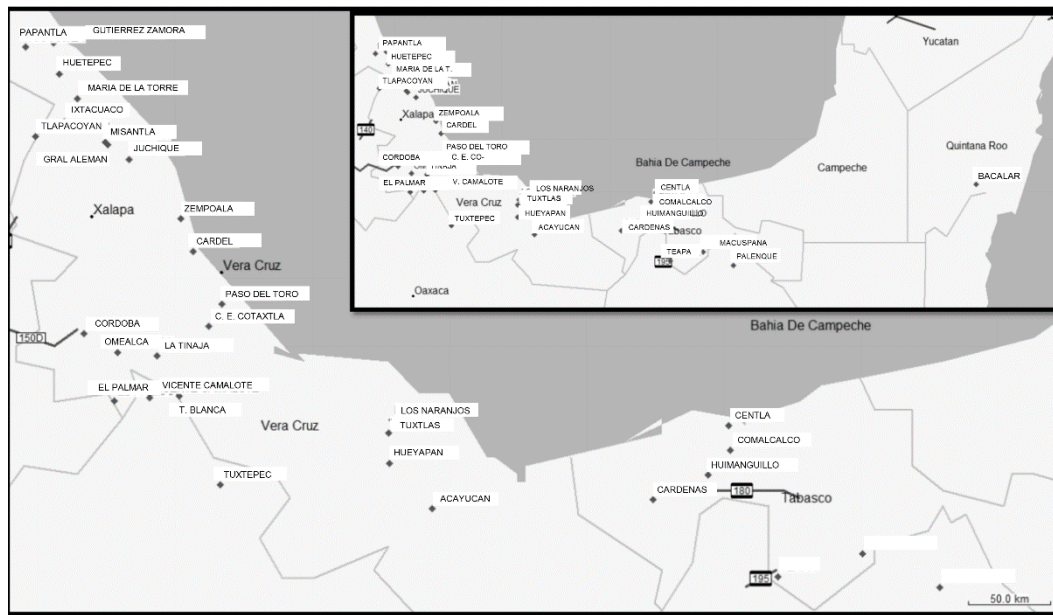 PAPANTLA
GUTIERREZ ZAMORA
HUETEPEC
MARIA DE LA TORRE
IXTACUACO
TLAPACOYAN
MISANTLA
GRAL ALEMAN
JUCHIQUE
Xalapa
ZEMPOALA
CARDEL
Vera Cruz
PASO DEL TORO
C. E. COTAXTLA
CORDOBA
150D
OMEALCA
LA TINAJA
EL PALMAR
VICENTE CAMALOTE
T. BLANCA
Vera Cruz
LOS NARANJOS
TUXTLAS
HUEYAPAN
TUXTEPEC
ACAYUCAN
Bahia De Campeche
CENTLA
COMALCALCO
HUIMANGUILLO
CARDENAS
180
Tabasco
195
50.0 km
PAPANTLA
HUETEPEC
MARIA DE LA T.
TLAPACOYAN
JUCHIQUE
Xalapa
ZEMPOALA
CARDEL
140
PASO DEL TORO
CORDOBA
C. E. CO-
TINAJA
EL PALMAR
V. CAMALOTE
Vera Cruz
LOS NARANJOS
TUXTLAS
HUEYAPAN
TUXTEPEC
ACAYUCAN
Oaxaca
Bahia De Campeche
CENTLA
COMALCALCO
HUIMANGUILLO
CARDENAS
TEAPA
195
MACUSPANA
PALENQUE
Campeche
Yucatan
Quintana Roo
BACALAR